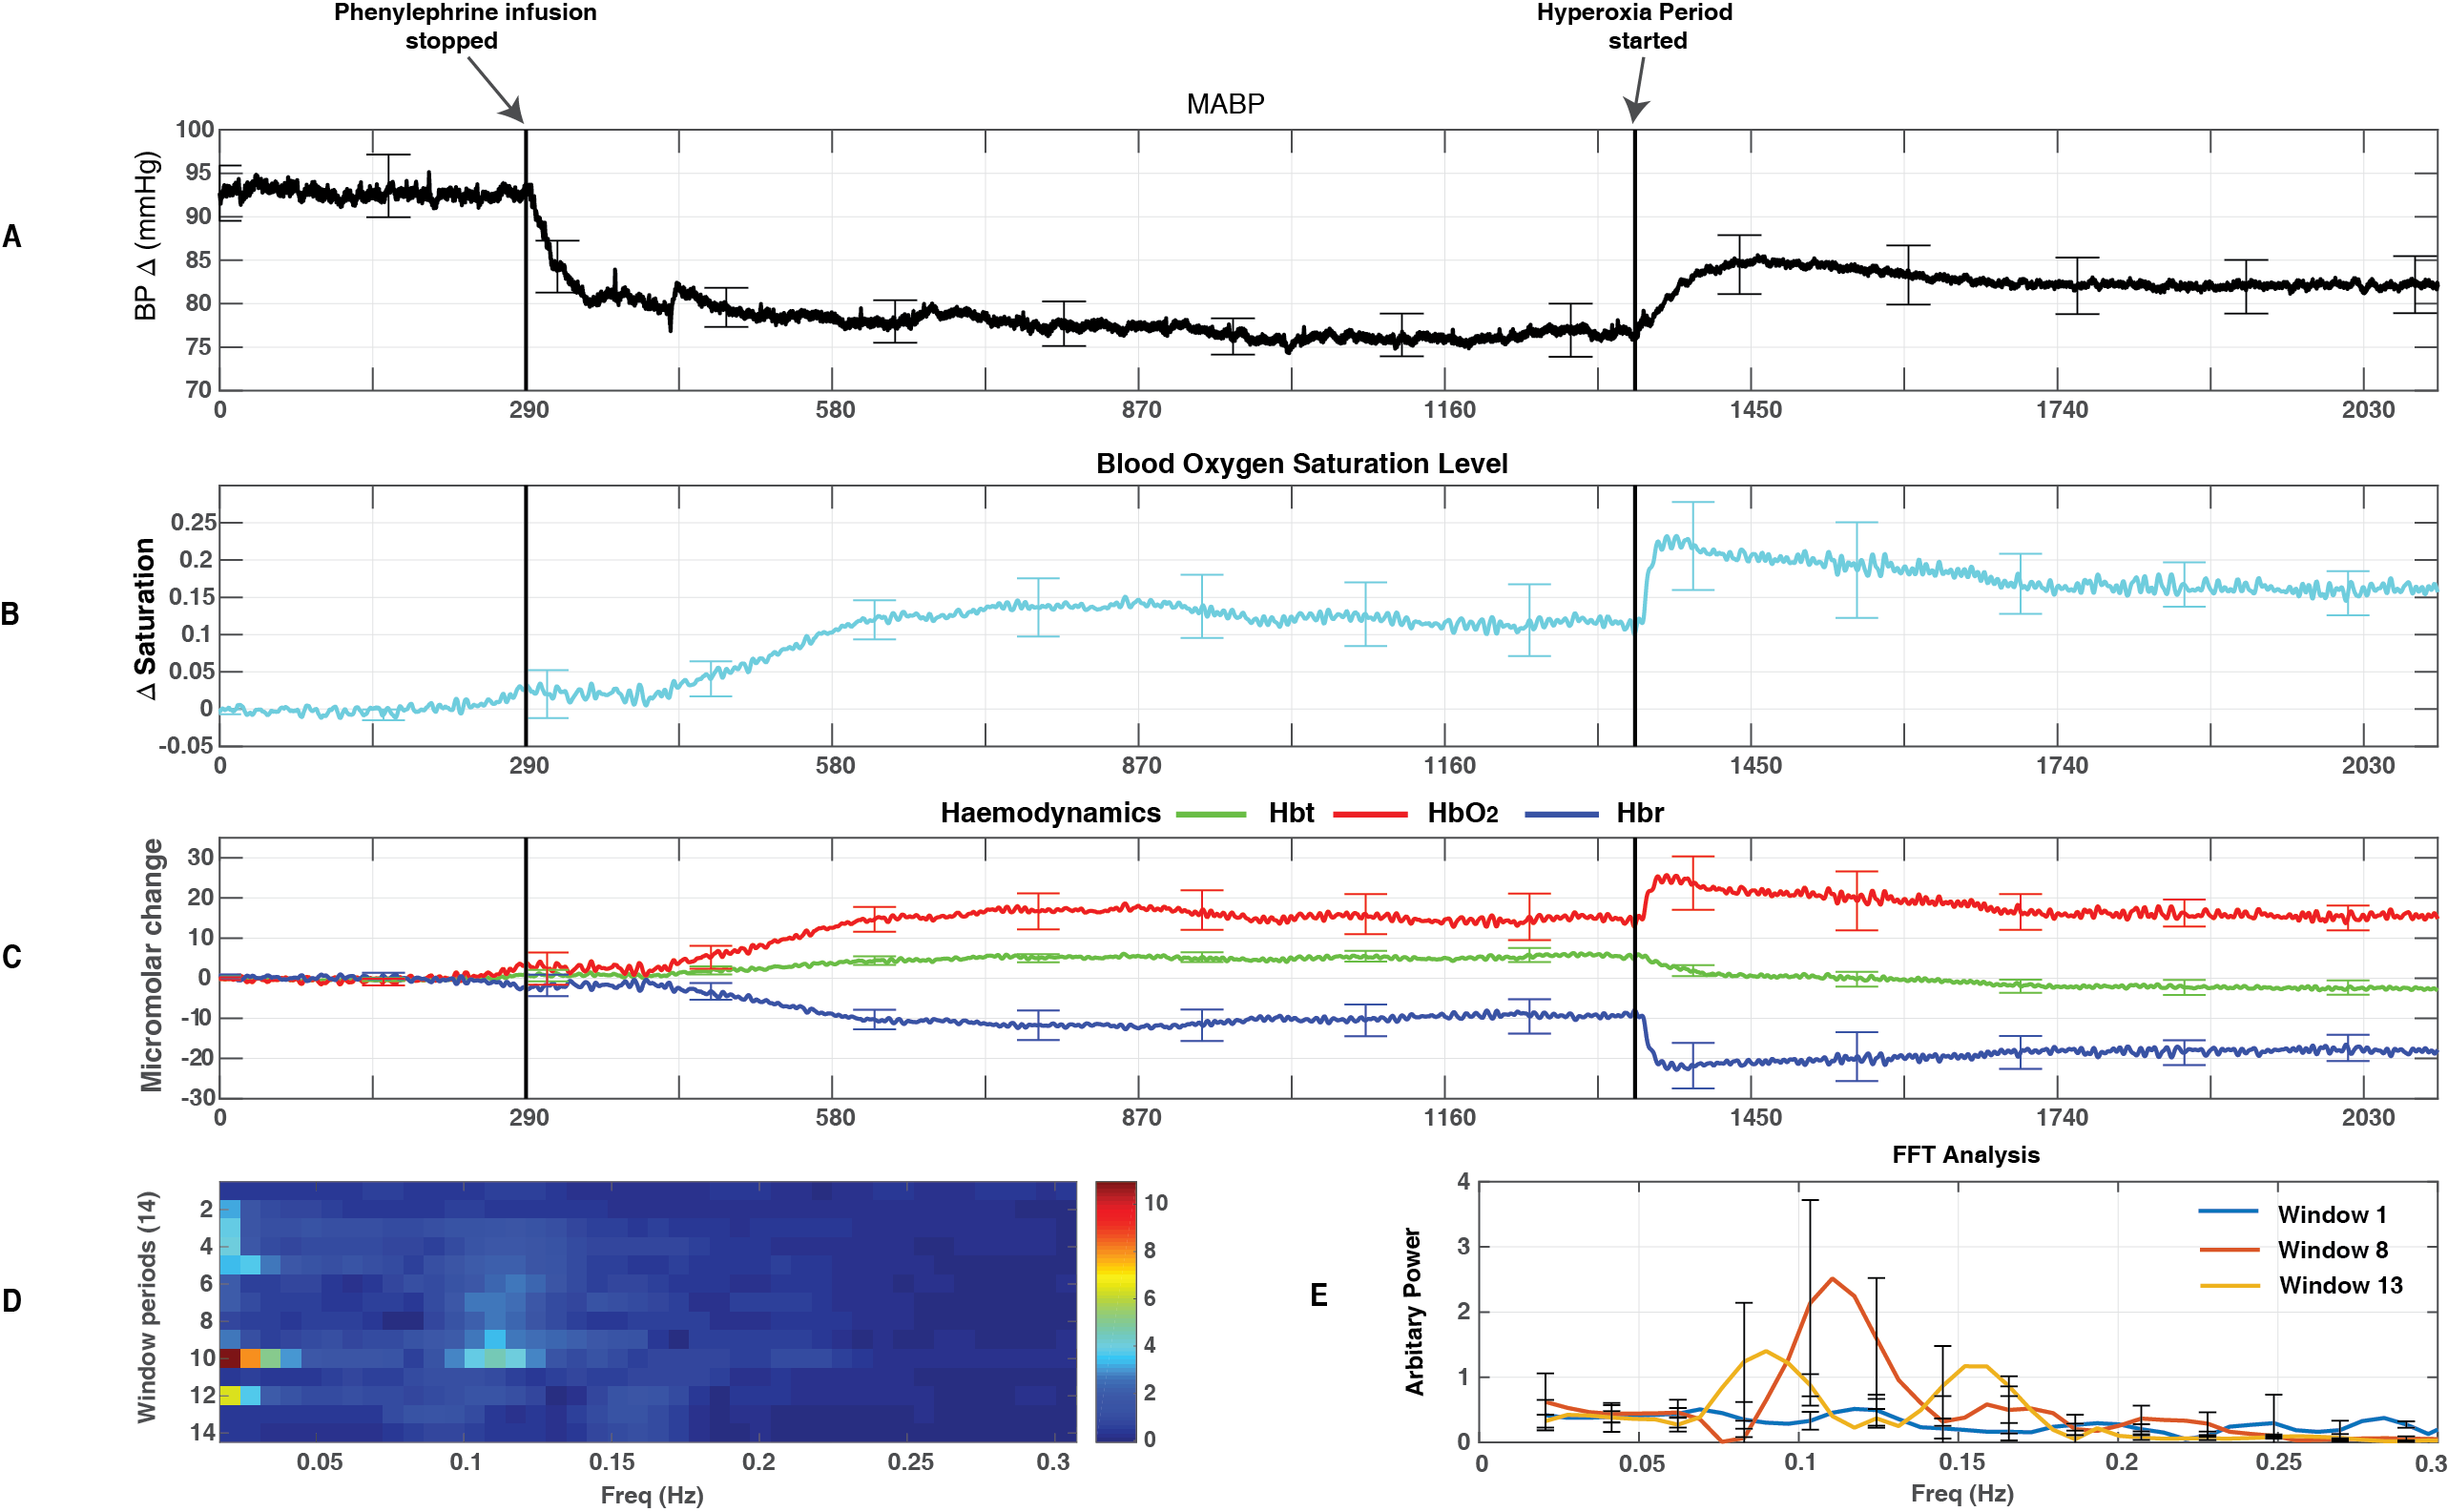 Phenylephrine infusion
stopped
Hyperoxia Period
started
MABP
A
BP Δ (mmHg)
100
95
90
85
80
75
70
0 290 580 870 1160 1450 1740 2030
Blood Oxygen Saturation Level
B
Δ Saturation
0.25
0.2
0.15
0.1
0.05
0
-0.05
0 290 580 870 1160 1450 1740 2030
Haemodynamics Hbt HbO2 Hbr
C
Micromolar change
30
20
10
0
-10
-20
-30
0 290 580 870 1160 1450 1740 2030
D
Window periods (14)
2
4
6
8
10
12
14
0.05 0.1 0.15 0.2 0.25 0.3
Freq (Hz)
10
8
6
4
2
0
FFT Analysis
E
Arbitary Power
4
3
2
1
0
Window 1
Window 8
Window 13
0 0.05 0.1 0.15 0.2 0.25 0.3
Freq (Hz)